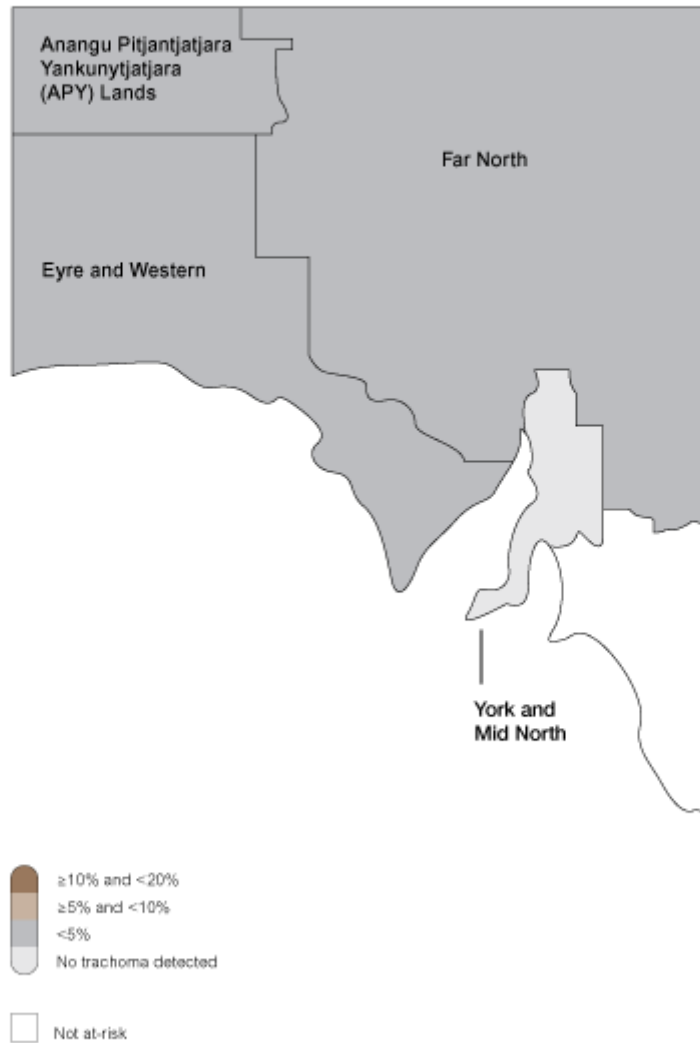 Anangu Pitjantjatjara
Yankunytjatjara
(APY) Lands
Far North
Eyre and Western
York and
Mid North
≥10% and <20%
≥5% and <10%
<5%
No trachoma detected
Not at-risk